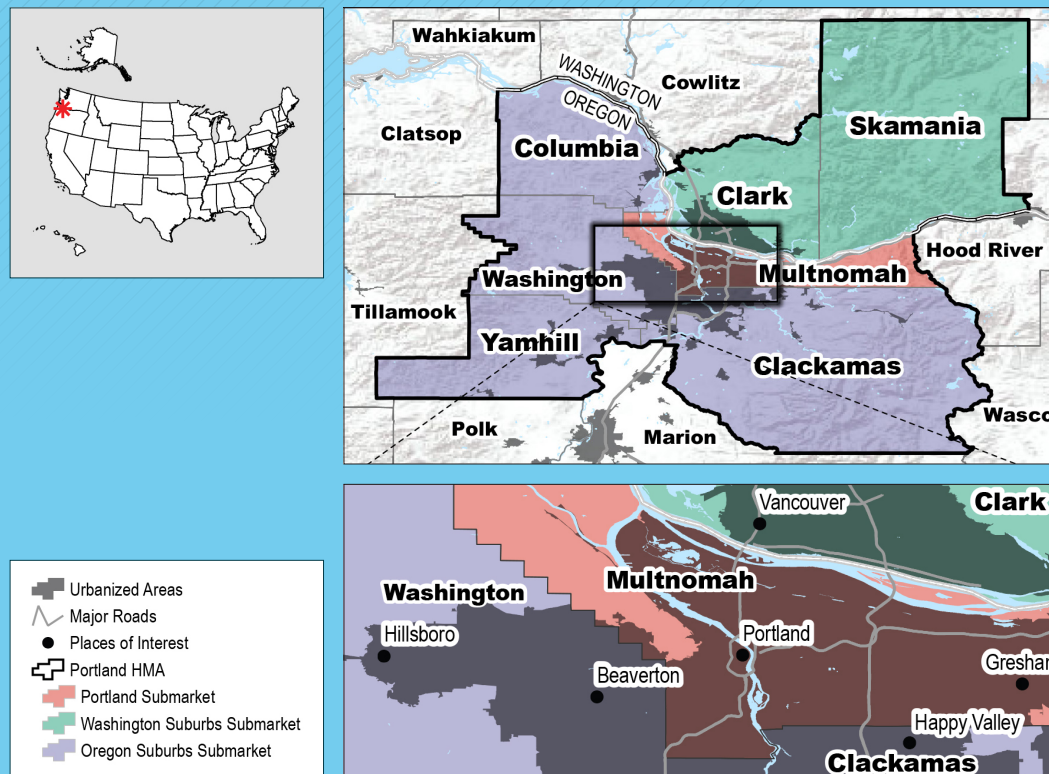 Wahkiakum
WASHINGTON
OREGON
Cowlitz
Clatsop
Columbia
Skamania
Clark
Hood River
Washington
Multnomah
Tillamook
Yamhill
Clackamas
Polk
Marion
Wasco
Urbanized Areas
Major Roads
Places of Interest
Portland HMA
Portland Submarket
Washington Suburbs Submarket
Oregon Suburbs Submarket
Vancouver
Clark
Multnomah
Washington
Hillsboro
Portland
Beaverton
Gresham
Happy Valley
Clackamas